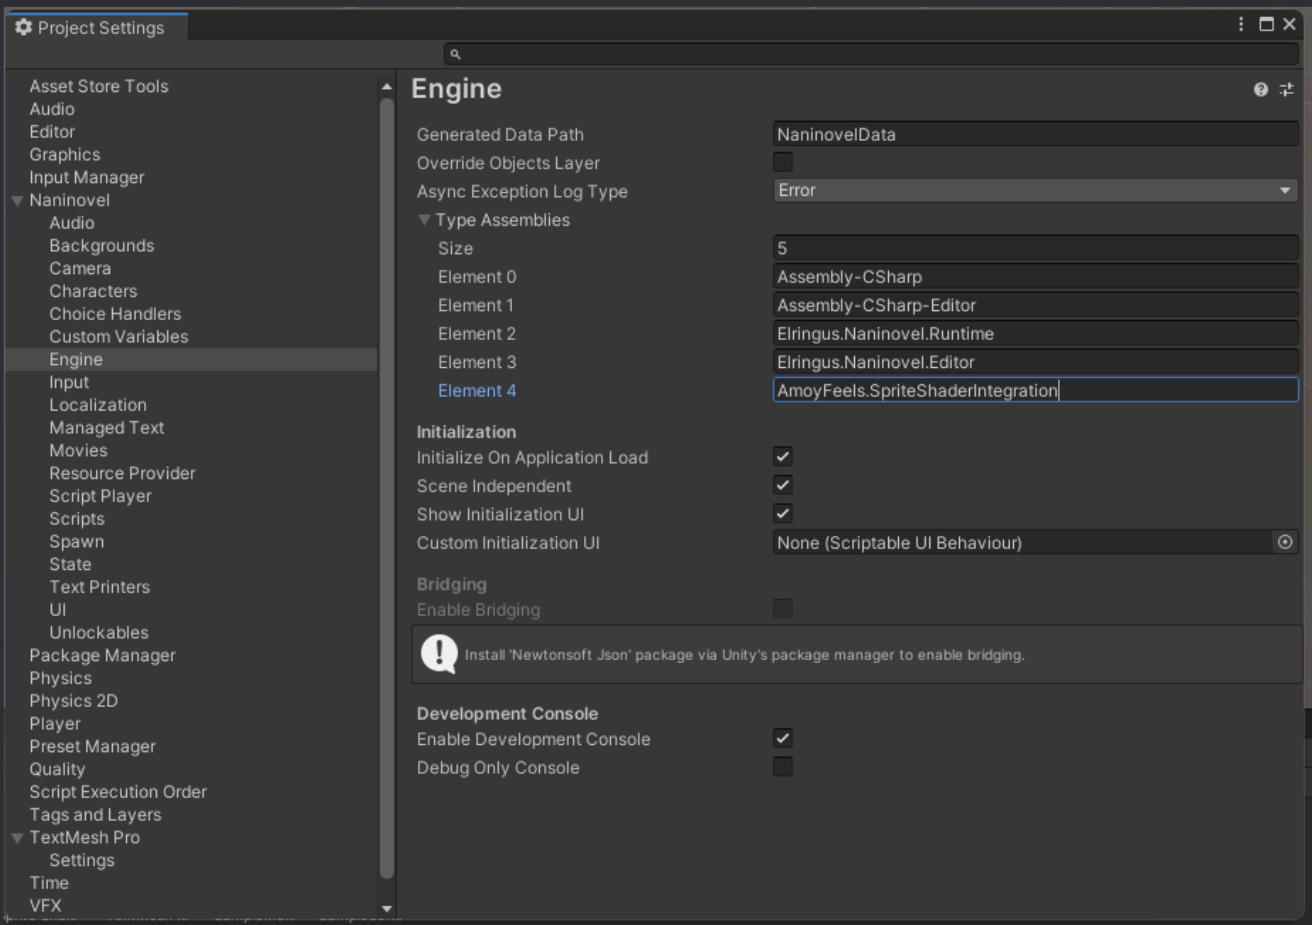 Project Settings
Asset Store Tools
Audio
Editor
Graphics
Input Manager
Naninovel
Audio
Backgrounds
Camera
Characters
Choice Handlers
Custom Variables
Engine
Input
Localization
Managed Text
Movies
Resource Provider
Script Player
Scripts
Spawn
State
Text Printers
UI
Unlockables
Package Manager
Physics
Physics 2D
Player
Preset Manager
Quality
Script Execution Order
Tags and Layers
TextMesh Pro
Settings
Time
VFX
Engine
Generated Data Path NaninovelData
Override Objects Layer
Async Exception Log Type Error
Type Assemblies
Size 5
Element 0 Assembly-CSharp
Element 1 Assembly-CSharp-Editor
Element 2 Elringus.Naninovel.Runtime
Element 3 Elringus.Naninovel.Editor
Element 4 AmoyFeels.SpriteShaderIntegration
Initialization
Initialize On Application Load
Scene Independent
Show Initialization UI
Custom Initialization UI None (Scriptable UI Behaviour)
Bridging
Enable Bridging
Install 'Newtonsoft Json' package via Unity's package manager to enable bridging.
Development Console
Enable Development Console
Debug Only Console